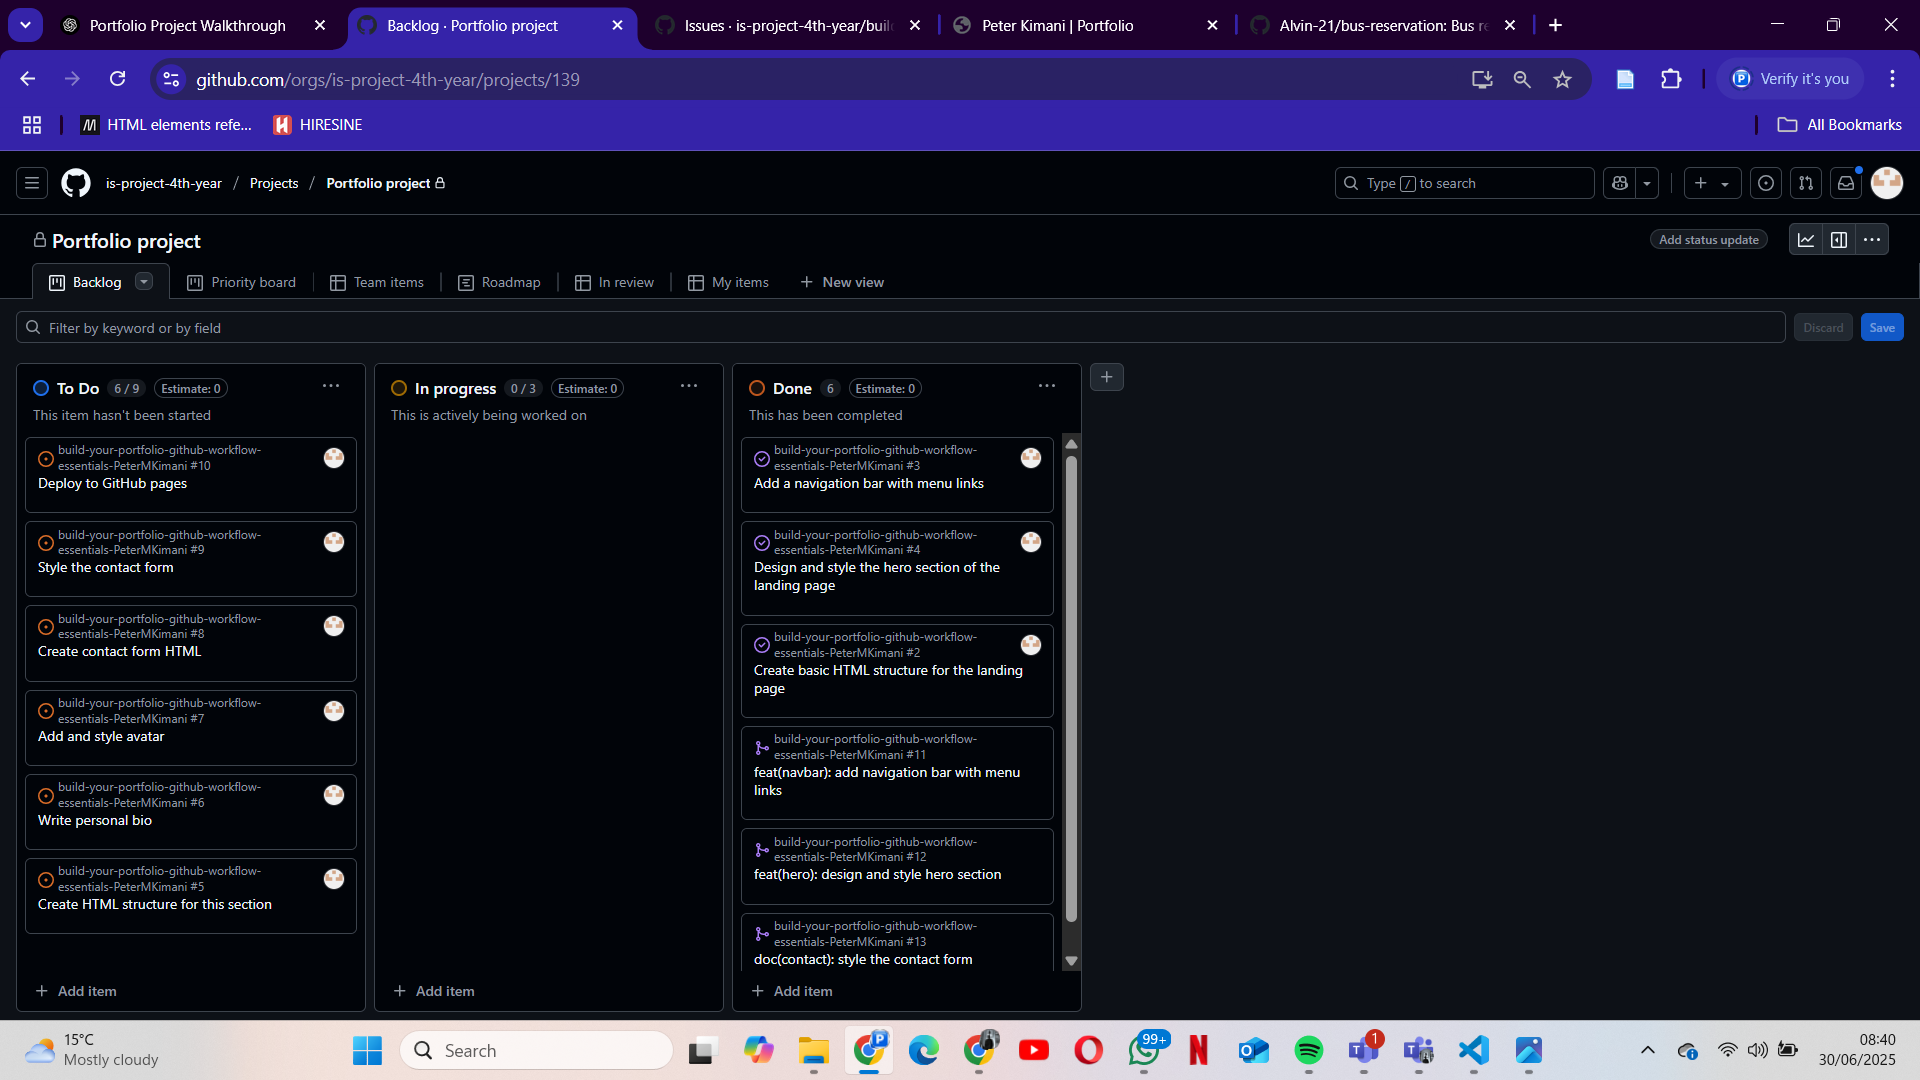 Portfolio Project Walkthrough
Backlog · Portfolio project
Issues · is-project-4th-year/buil
Peter Kimani | Portfolio
Alvin-21/bus-reservation: Bus re
github.com/orgs/is-project-4th-year/projects/139
P
Verify it's you
HTML elements refe...
HIRESINE
All Bookmarks
is-project-4th-year / Projects / Portfolio project
Type / to search
Portfolio project
Add status update
Backlog
Priority board
Team items
Roadmap
In review
My items
New view
Filter by keyword or by field
Discard
Save
To Do 6 / 9 Estimate: 0
This item hasn't been started
build-your-portfolio-github-workflow-
essentials-PeterMKimani #10
Deploy to GitHub pages
build-your-portfolio-github-workflow-
essentials-PeterMKimani #9
Style the contact form
build-your-portfolio-github-workflow-
essentials-PeterMKimani #8
Create contact form HTML
build-your-portfolio-github-workflow-
essentials-PeterMKimani #7
Add and style avatar
build-your-portfolio-github-workflow-
essentials-PeterMKimani #6
Write personal bio
build-your-portfolio-github-workflow-
essentials-PeterMKimani #5
Create HTML structure for this section
Add item
In progress 0 / 3 Estimate: 0
This is actively being worked on
Add item
Done 6 Estimate: 0
This has been completed
build-your-portfolio-github-workflow-
essentials-PeterMKimani #3
Add a navigation bar with menu links
build-your-portfolio-github-workflow-
essentials-PeterMKimani #4
Design and style the hero section of the
landing page
build-your-portfolio-github-workflow-
essentials-PeterMKimani #2
Create basic HTML structure for the landing
page
build-your-portfolio-github-workflow-
essentials-PeterMKimani #11
feat(navbar): add navigation bar with menu
links
build-your-portfolio-github-workflow-
essentials-PeterMKimani #12
feat(hero): design and style hero section
build-your-portfolio-github-workflow-
essentials-PeterMKimani #13
doc(contact): style the contact form
Add item
15°C
Mostly cloudy
Search
P
99+
1
08:40
30/06/2025